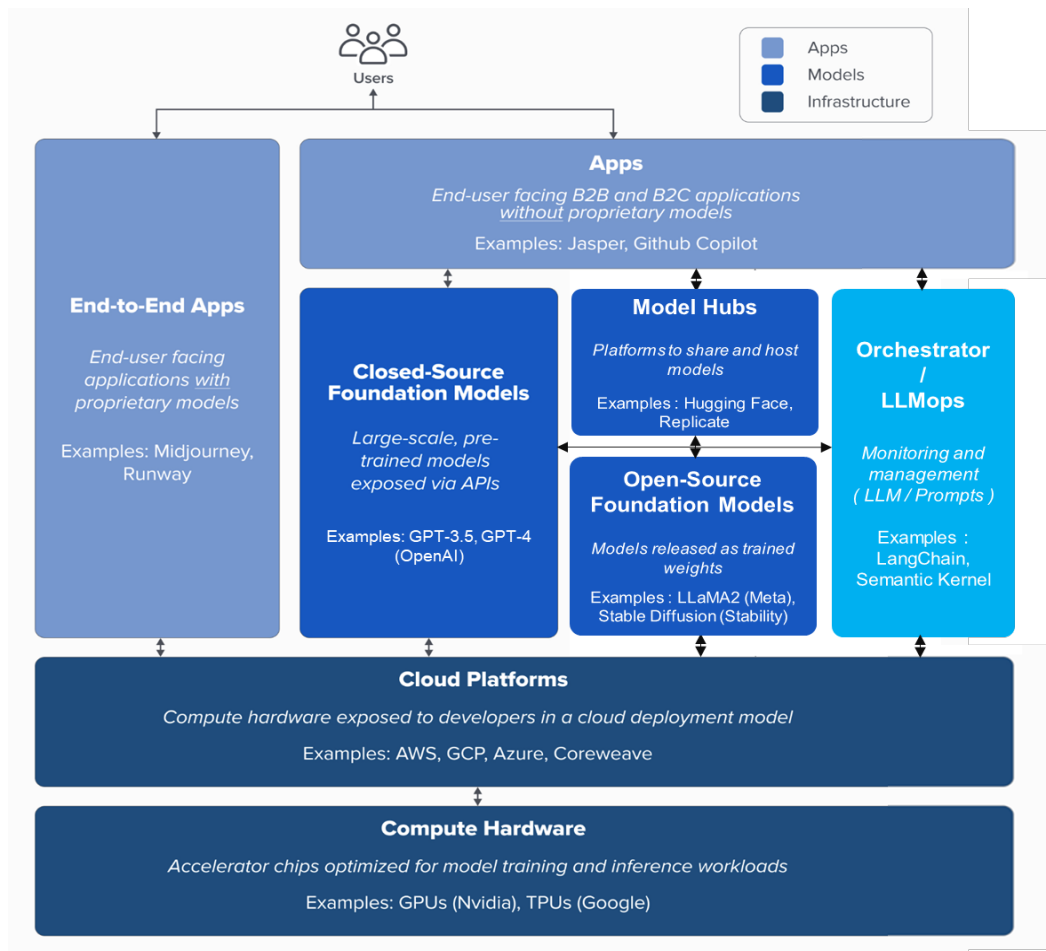 Users
Apps
Models
Infrastructure
Apps
End-user facing B2B and B2C applications
without proprietary models
Examples: Jasper, Github Copilot
End-to-End Apps
End-user facing
applications with
proprietary models
Examples: Midjourney,
Runway
Closed-Source
Foundation Models
Large-scale, pre-
trained models
exposed via APIs
Examples: GPT-3.5, GPT-4
(OpenAI)
Model Hubs
Platforms to share and host
models
Examples : Hugging Face,
Replicate
Open-Source
Foundation Models
Models released as trained
weights
Examples : LLaMA2 (Meta),
Stable Diffusion (Stability)
Orchestrator
/
LLMops
Monitoring and
management
( LLM / Prompts )
Examples :
LangChain,
Semantic Kernel
Cloud Platforms
Compute hardware exposed to developers in a cloud deployment model
Examples: AWS, GCP, Azure, Coreweave
Compute Hardware
Accelerator chips optimized for model training and inference workloads
Examples: GPUs (Nvidia), TPUs (Google)